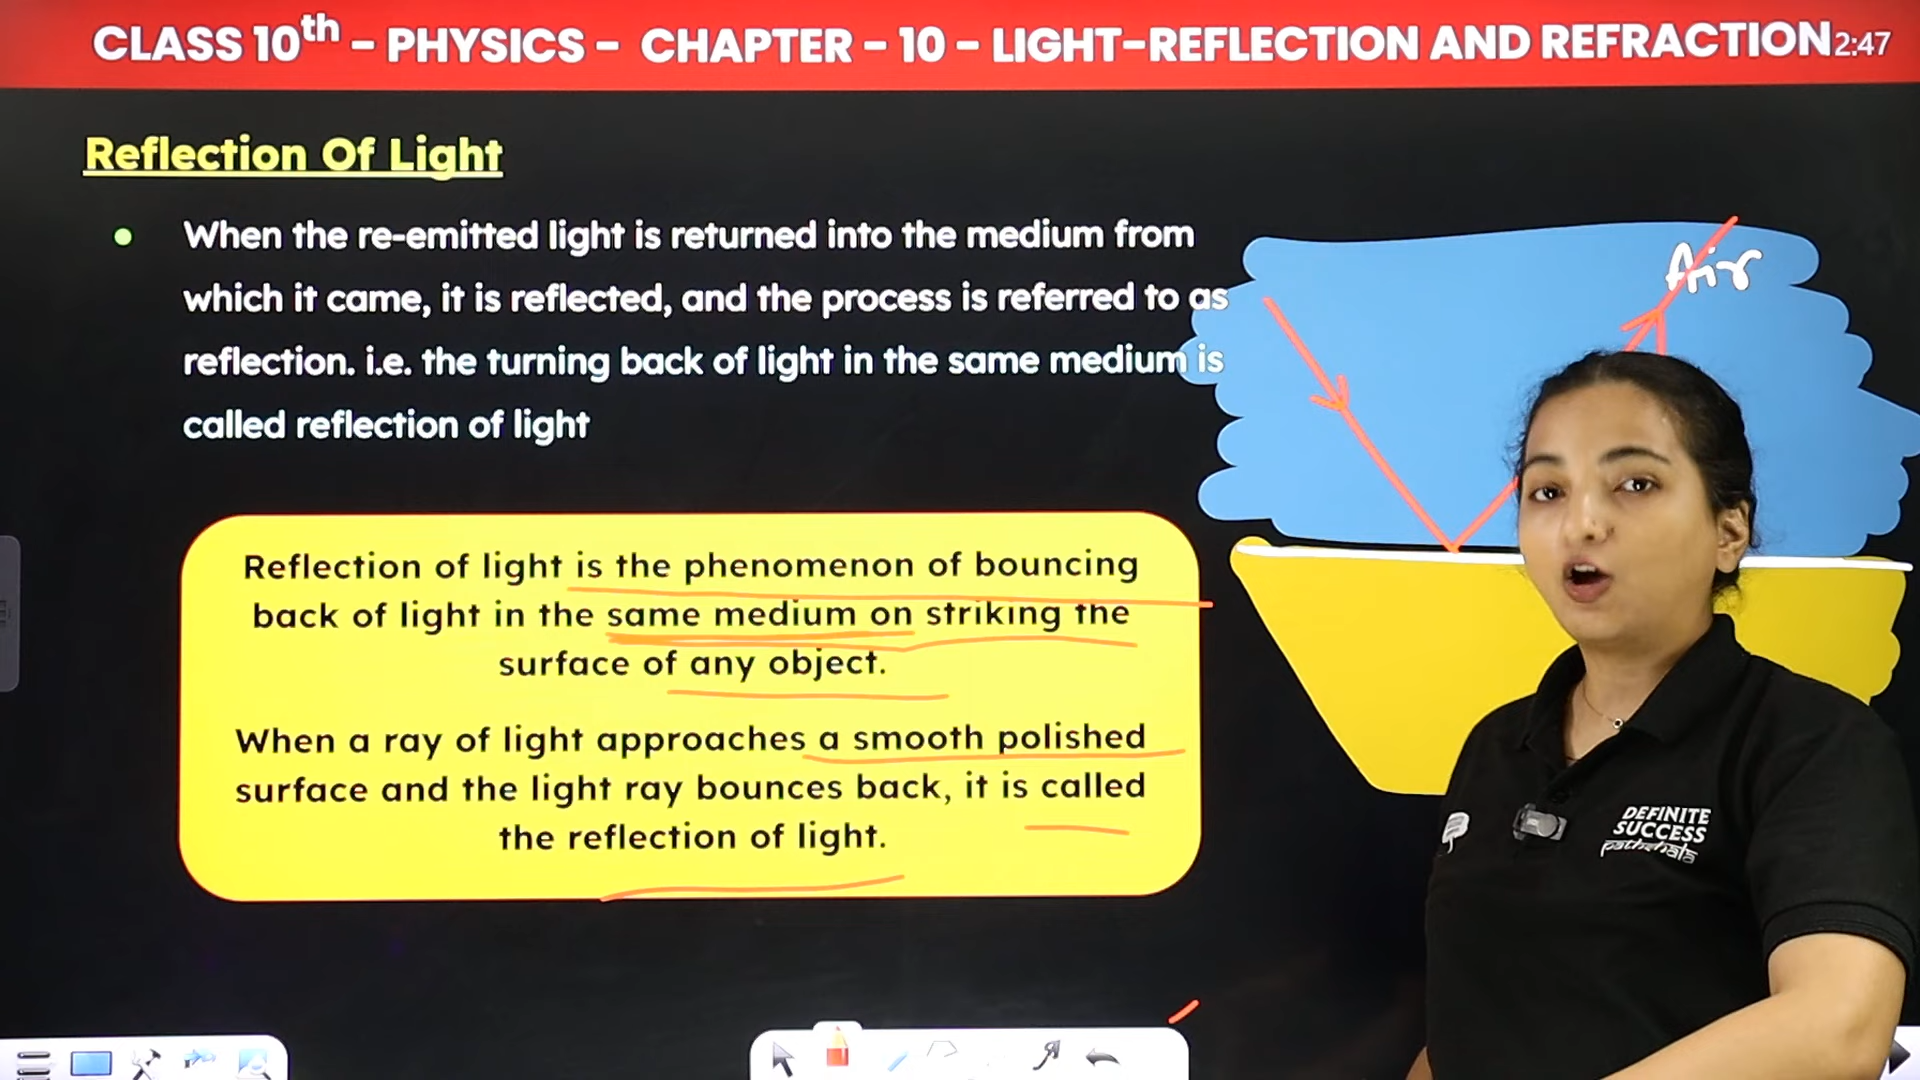 CLASS 10th - PHYSICS - CHAPTER - 10 - LIGHT-REFLECTION AND REFRACTION
2:47
Reflection Of Light
• When the re-emitted light is returned into the medium from
which it came, it is reflected, and the process is referred to as
reflection. i.e. the turning back of light in the same medium is
called reflection of light
Air
Reflection of light is the phenomenon of bouncing
back of light in the same medium on striking the
surface of any object.
When a ray of light approaches a smooth polished
surface and the light ray bounces back, it is called
the reflection of light.
DEFINITE
SUCCESS
pathshala